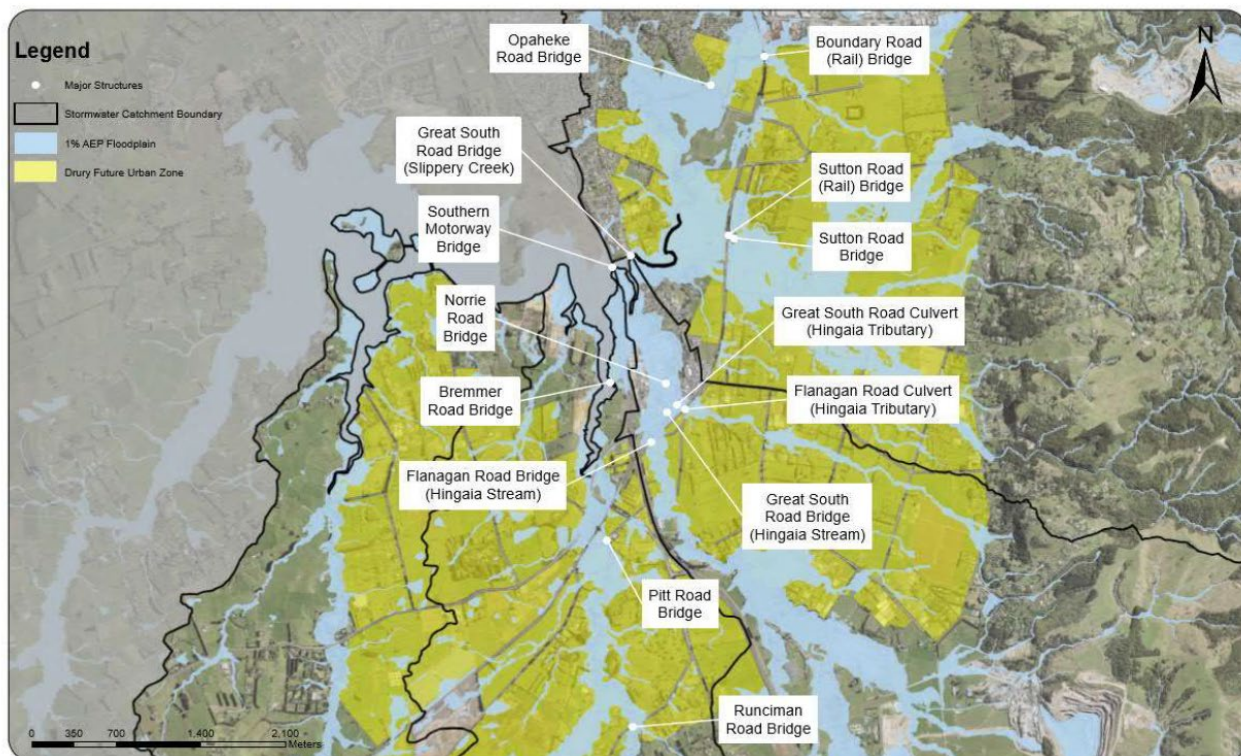 Legend
Major Structures
Stormwater Catchment Boundary
1% AEP Floodplain
Drury Future Urban Zone
Opaheke
Road Bridge
Boundary Road
(Rail) Bridge
N
Great South
Road Bridge
(Slippery Creek)
Sutton Road
(Rail) Bridge
Southern
Motorway
Bridge
Sutton Road
Bridge
Norrie
Road
Bridge
Great South Road Culvert
(Hingaia Tributary)
Bremmer
Road Bridge
Flanagan Road Culvert
(Hingaia Tributary)
Flanagan Road Bridge
(Hingaia Stream)
Great South
Road Bridge
(Hingaia Stream)
Pitt Road
Bridge
Runciman
Road Bridge
0 350 700 1,400 2,100
Meters